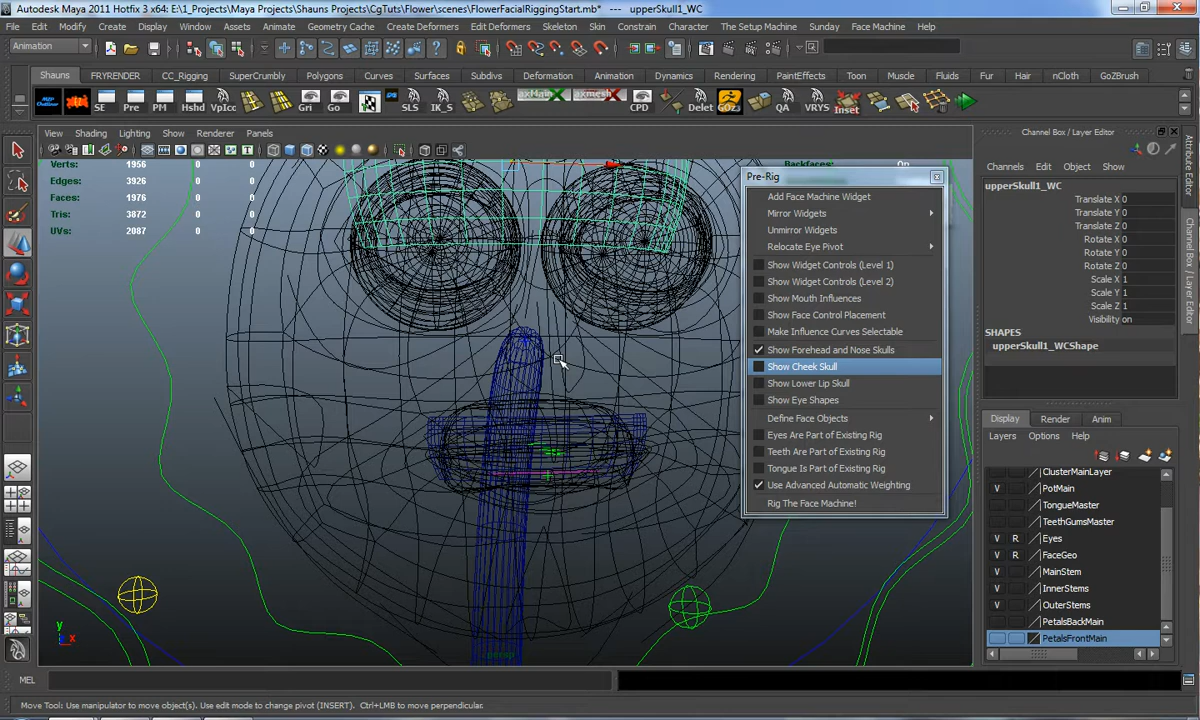 Autodesk Maya 2011 Hotfix 3 x64: E:\1_Projects\Maya Projects\Shauns Projects\CgTuts\Flower\scenes\FlowerFacialRiggingStart.mb* --- upperSkull1_WC
File Edit Modify Create Display Window Assets Animate Geometry Cache Create Deformers Edit Deformers Skeleton Skin Constrain Character Muscle The Setup Machine Setup Face Machine Help
Animation
Shauns FRYRENDER CC_Rigging SuperCrumbly Polygons Curves Surfaces Subdivs Deformation Animation Dynamics Rendering PaintEffects Toon Muscle Fluids Fur Hair nCloth GoZBrush
SE Pre PM Hshd VpIcc Gri Go SLS IK_S axMain axmesh CPD Delet GOZ QA VRYS Inset
View Shading Lighting Show Renderer Panels
Verts: 1956 0 0
Edges: 3926 0 0
Faces: 1976 0 0
Tris: 3872 0 0
UVs: 2087 0 0
Backfaces: On
Pre-Rig
Add Face Machine Widget
Mirror Widgets
Unmirror Widgets
Relocate Eye Pivot
Show Widget Controls (Level 1)
Show Widget Controls (Level 2)
Show Mouth Influences
Show Face Control Placement
Make Influence Curves Selectable
Show Forehead and Nose Skulls
Show Cheek Skull
Show Lower Lip Skull
Show Eye Shapes
Define Face Objects
Eyes Are Part of Existing Rig
Teeth Are Part of Existing Rig
Tongue Is Part of Existing Rig
Use Advanced Automatic Weighting
Rig The Face Machine!
y
x
persp
Channel Box / Layer Editor
Channels Edit Object Show
upperSkull1_WC
Translate X 0
Translate Y 0
Translate Z 0
Rotate X 0
Rotate Y 0
Rotate Z 0
Scale X 1
Scale Y 1
Scale Z 1
Visibility on
SHAPES
upperSkull1_WCShape
Display Render Anim
Layers Options Help
ClusterMainLayer
V PotMain
TongueMaster
TeethGumsMaster
V R Eyes
V R FaceGeo
V MainStem
V InnerStems
V OuterStems
PetalsBackMain
PetalsFrontMain
Attribute Editor
Channel Box / Layer Editor
MEL
Move Tool: Use manipulator to move object(s). Use edit mode to change pivot (INSERT). Ctrl+LMB to move perpendicular.